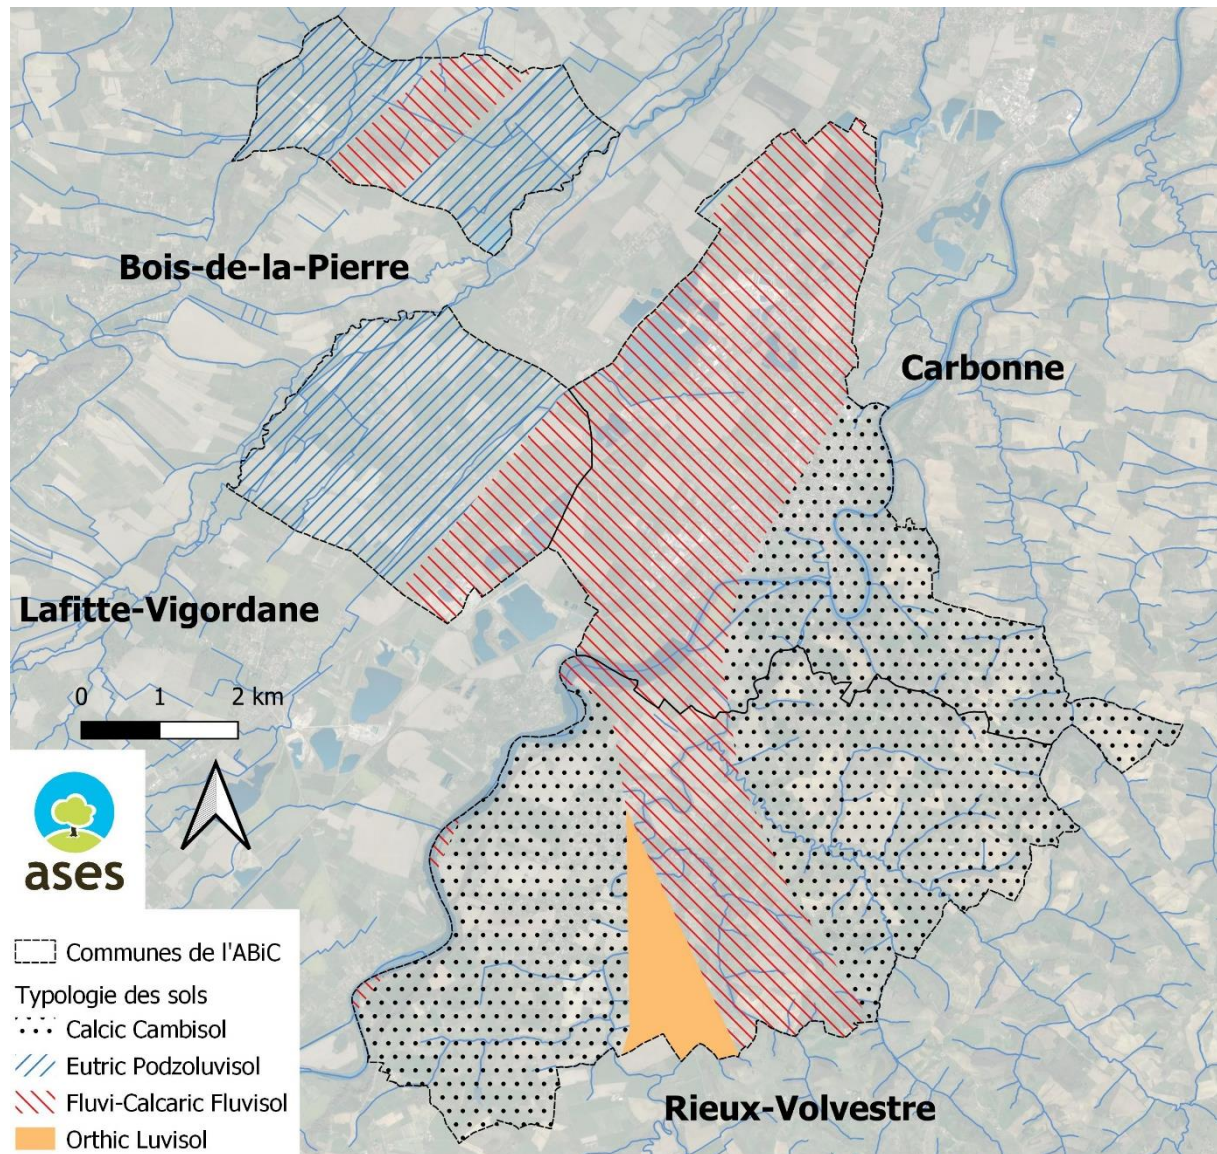 Bois-de-la-Pierre
Carbonne
Lafitte-Vigordane
0 1 2 km
ases
Communes de l'ABiC
Typologie des sols
Calcic Cambisol
Eutric Podzoluvisol
Fluvi-Calcaric Fluvisol
Orthic Luvisol
Rieux-Volvestre